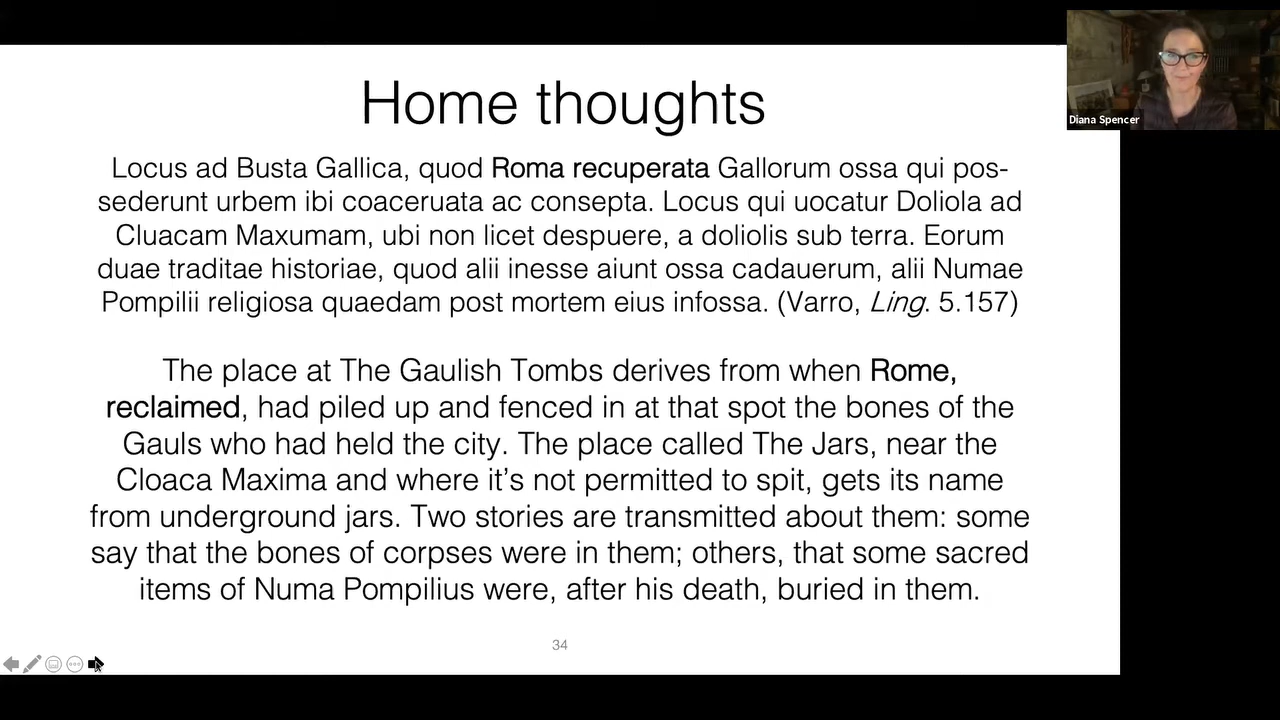 Home thoughts
Diana Spencer
Locus ad Busta Gallica, quod Roma recuperata Gallorum ossa qui pos-
sederunt urbem ibi coaceruata ac consepta. Locus qui uocatur Doliola ad
Cluacam Maxumam, ubi non licet despuere, a doliolis sub terra. Eorum
duae traditae historiae, quod alii inesse aiunt ossa cadauerum, alii Numae
Pompilii religiosa quaedam post mortem eius infossa. (Varro, Ling. 5.157)
The place at The Gaulish Tombs derives from when Rome,
reclaimed, had piled up and fenced in at that spot the bones of the
Gauls who had held the city. The place called The Jars, near the
Cloaca Maxima and where it’s not permitted to spit, gets its name
from underground jars. Two stories are transmitted about them: some
say that the bones of corpses were in them; others, that some sacred
items of Numa Pompilius were, after his death, buried in them.
34